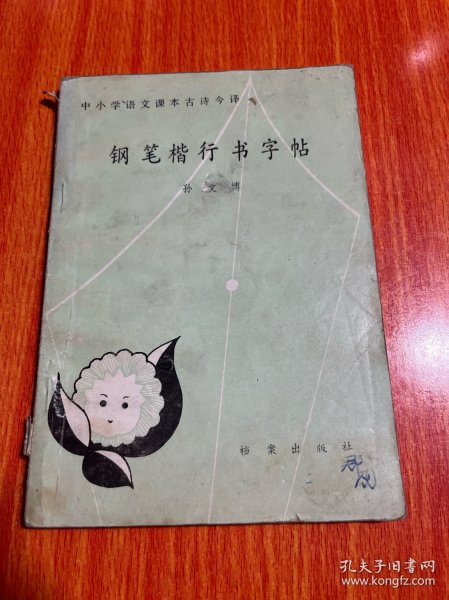 中小学语文课本古诗今译
钢笔楷行书字帖
孙文博
档案出版社
孔夫子旧书网
www.kongfz.com